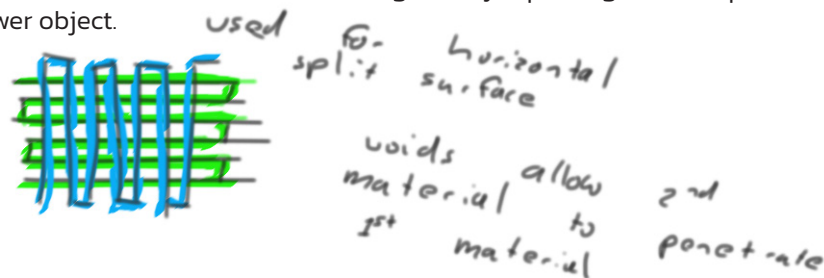 wer object.
used for horizontal
split surface
voids allow 2nd
material to penetrate
1st material